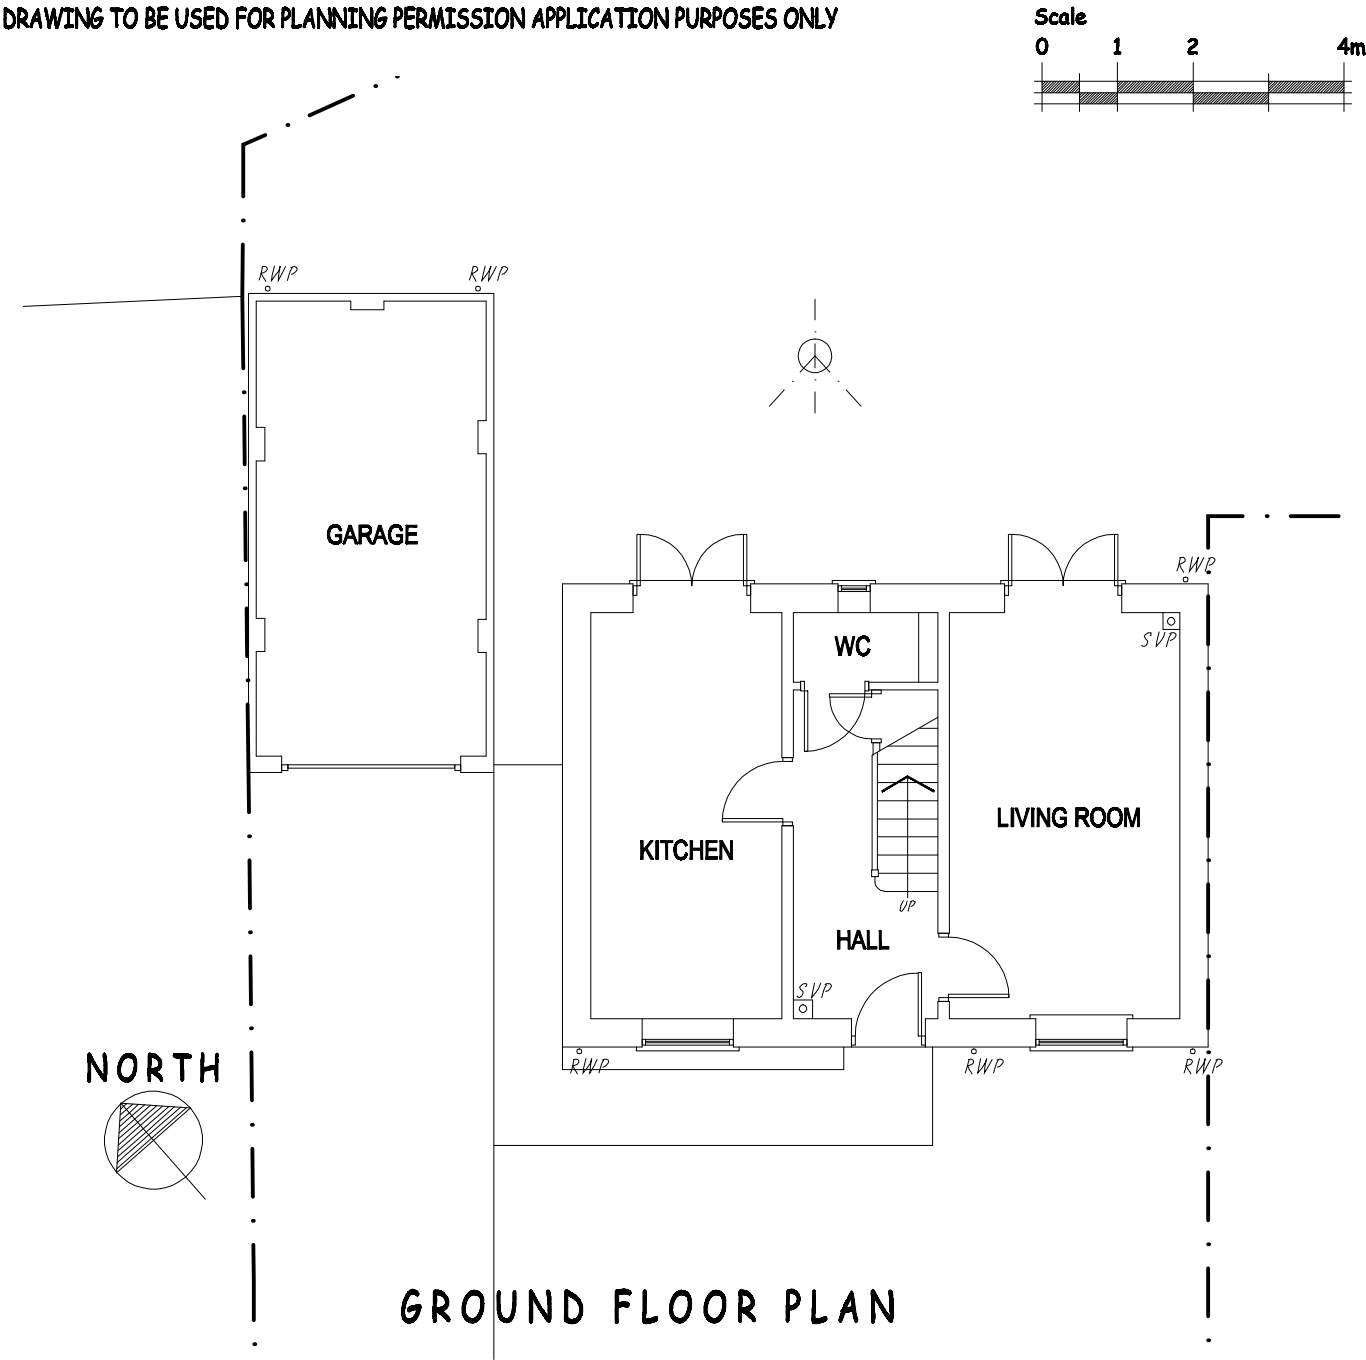 DRAWING TO BE USED FOR PLANNING PERMISSION APPLICATION PURPOSES ONLY
Scale
0 1 2 4m
RWP RWP
GARAGE
RWP
SVP
WC
LIVING ROOM
KITCHEN
UP
HALL
SVP
RWP RWP RWP
NORTH
GROUND FLOOR PLAN